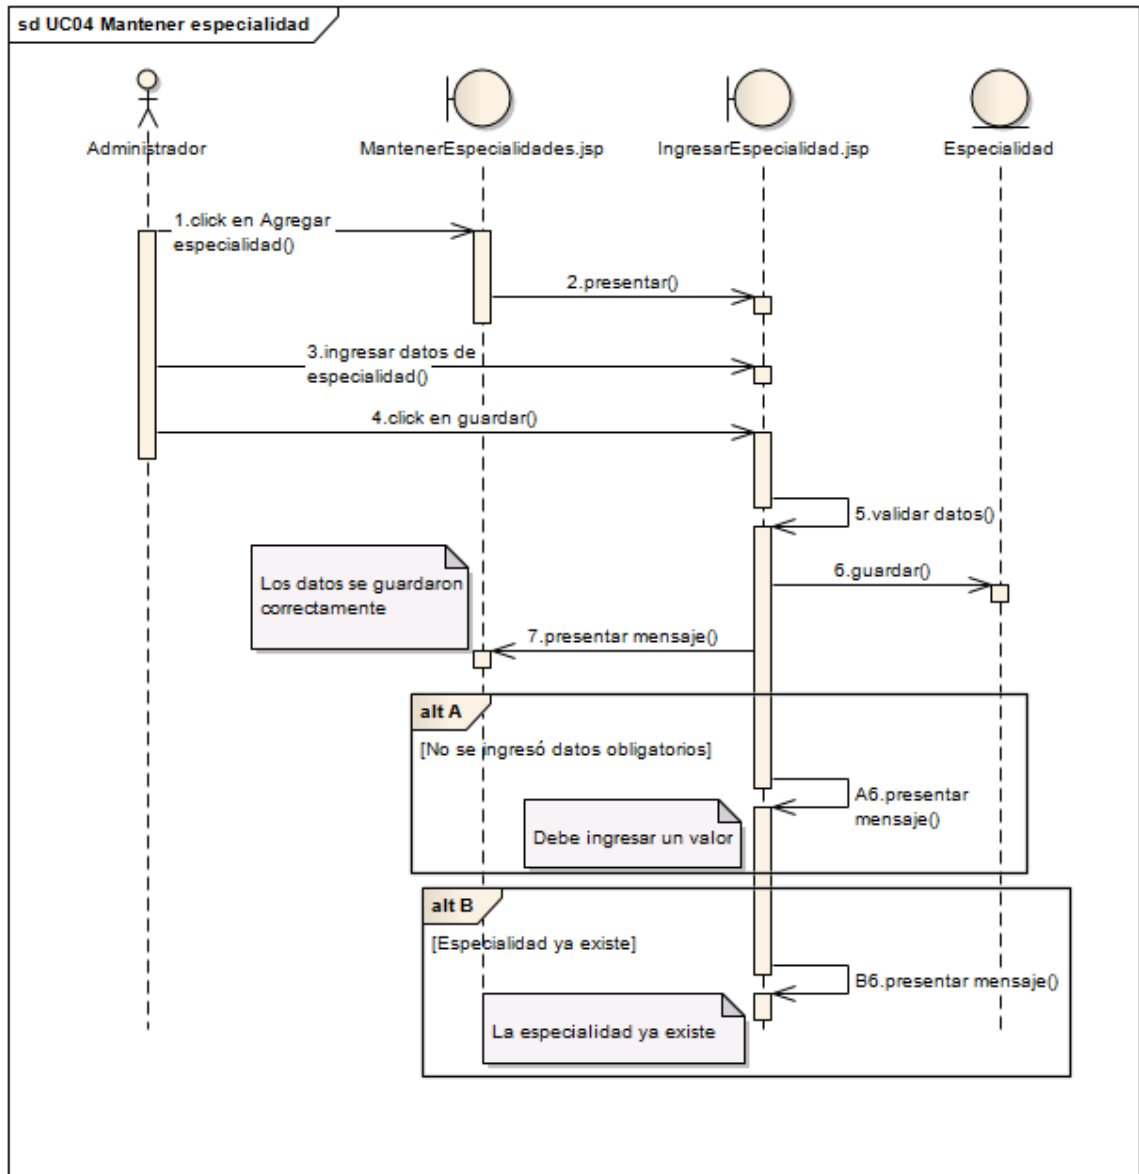 sd UC04 Mantener especialidad
Administrador
MantenerEspecialidades.jsp
IngresarEspecialidad.jsp
Especialidad
1.click en Agregar
especialidad()
2.presentar()
3.ingresar datos de
especialidad()
4.click en guardar()
5.validar datos()
6.guardar()
Los datos se guardaron
correctamente
7.presentar mensaje()
alt A
[No se ingresó datos obligatorios]
A6.presentar
mensaje()
Debe ingresar un valor
alt B
[Especialidad ya existe]
B6.presentar mensaje()
La especialidad ya existe